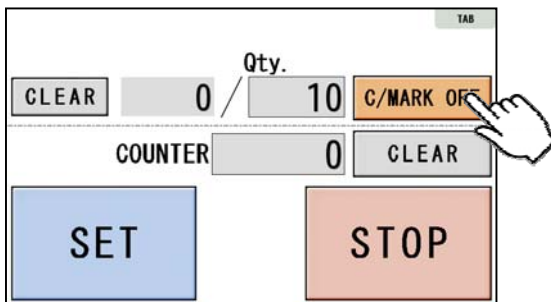 TAB
Qty.
CLEAR 0 / 10 C/MARK OFF
COUNTER 0 CLEAR
SET STOP